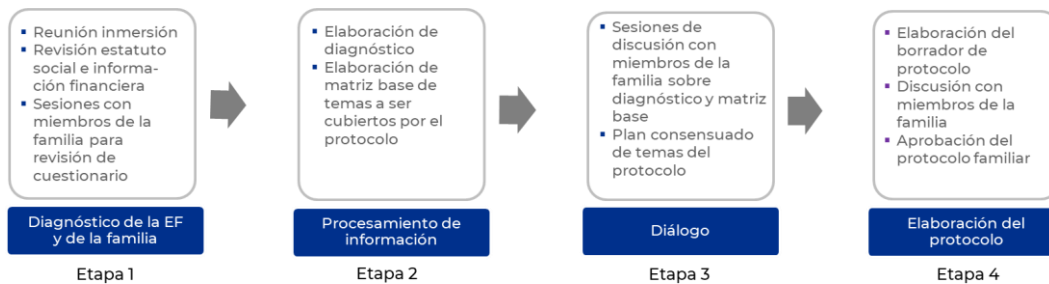 Reunión inmersión
Revisión estatuto
social e informa-
ción financiera
Sesiones con
miembros de la
familia para
revisión de
cuestionario
Diagnóstico de la EF
y de la familia
Etapa 1
Elaboración de
diagnóstico
Elaboración de
matriz base de
temas a ser
cubiertos por el
protocolo
Procesamiento de
información
Etapa 2
Sesiones de
discusión con
miembros de la
familia sobre
diagnóstico y matriz
base
Plan consensuado
de temas del
protocolo
Diálogo
Etapa 3
Elaboración del
borrador de
protocolo
Discusión con
miembros de la
familia
Aprobación del
protocolo familiar
Elaboración del
protocolo
Etapa 4